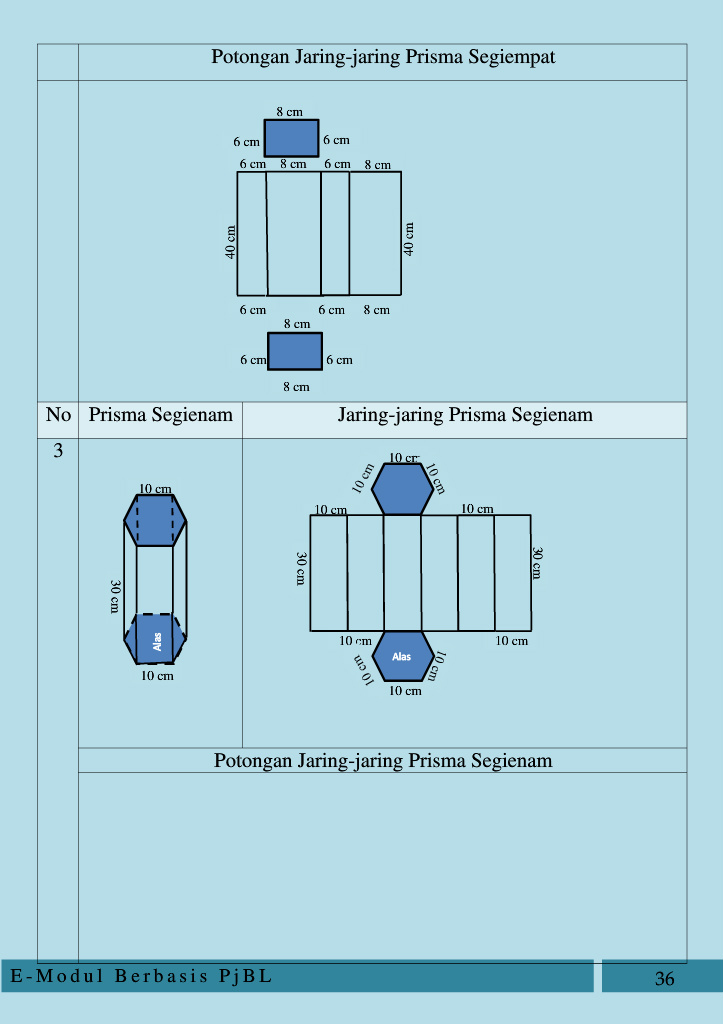 Potongan Jaring-jaring Prisma Segiempat
8 cm
6 cm 6 cm
6 cm 8 cm 6 cm 8 cm
40 cm 40 cm
6 cm 6 cm 8 cm
8 cm
6 cm 6 cm
8 cm
No Prisma Segienam Jaring-jaring Prisma Segienam
3
10 cm
30 cm
Alas
10 cm
10 cm
10 cm 10 cm
10 cm 10 cm
30 cm 30 cm
10 cm 10 cm
Alas
10 cm 10 cm
10 cm
Potongan Jaring-jaring Prisma Segienam
E-Modul Berbasis PjBL 36